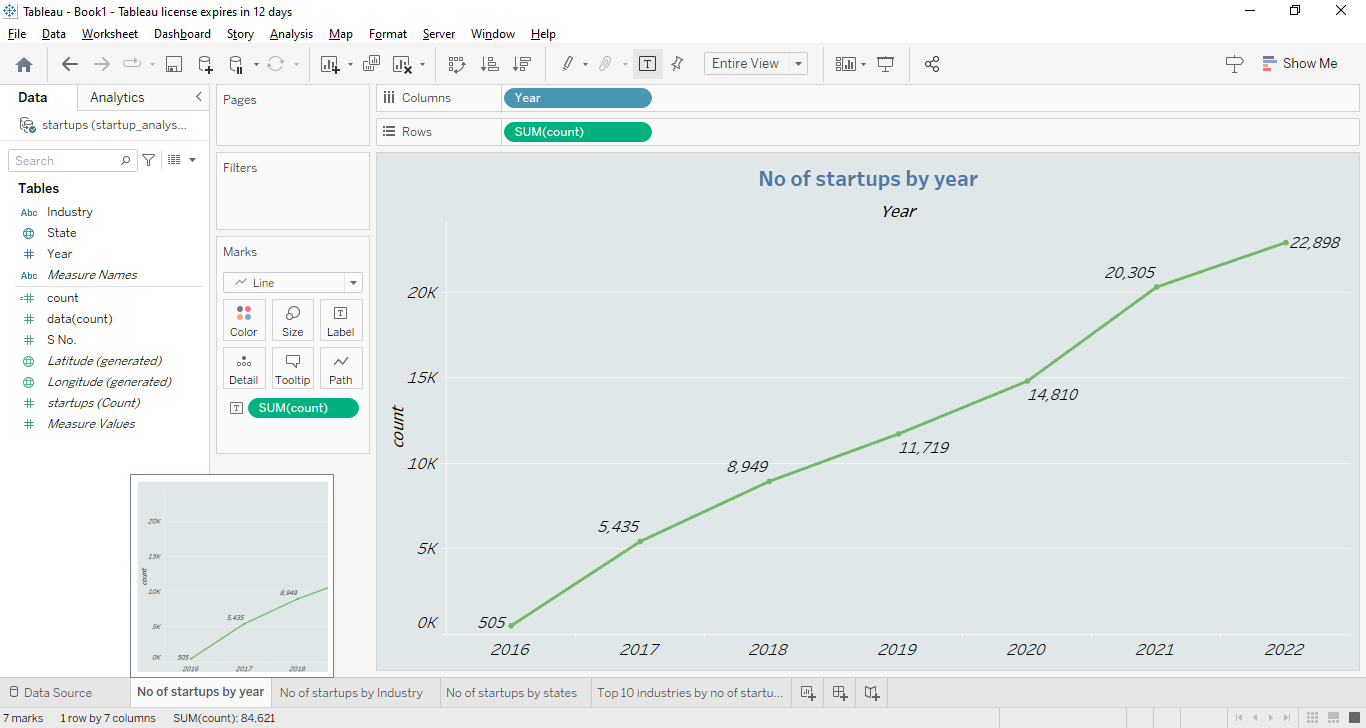 Tableau - Book1 - Tableau license expires in 12 days
File Data Worksheet Dashboard Story Analysis Map Format Server Window Help
Entire View
Show Me
Data Analytics
startups (startup_analys...
Search
Tables
Abc Industry
State
Year
Abc Measure Names
count
data(count)
S No.
Latitude (generated)
Longitude (generated)
startups (Count)
Measure Values
Pages
Filters
Marks
Line
Color Size Label
Detail Tooltip Path
SUM(count)
Columns Year
Rows SUM(count)
No of startups by year
Year
22,898
20,305
20K
15K
14,810
count
11,719
10K
8,949
5,435
5K
505
0K
2016 2017 2018 2019 2020 2021 2022
20K
15K
count
10K
8,949
5,435
5K
505
0K
2016 2017 2018
Data Source No of startups by year No of startups by Industry No of startups by states Top 10 industries by no of startu...
7 marks 1 row by 7 columns SUM(count): 84,621